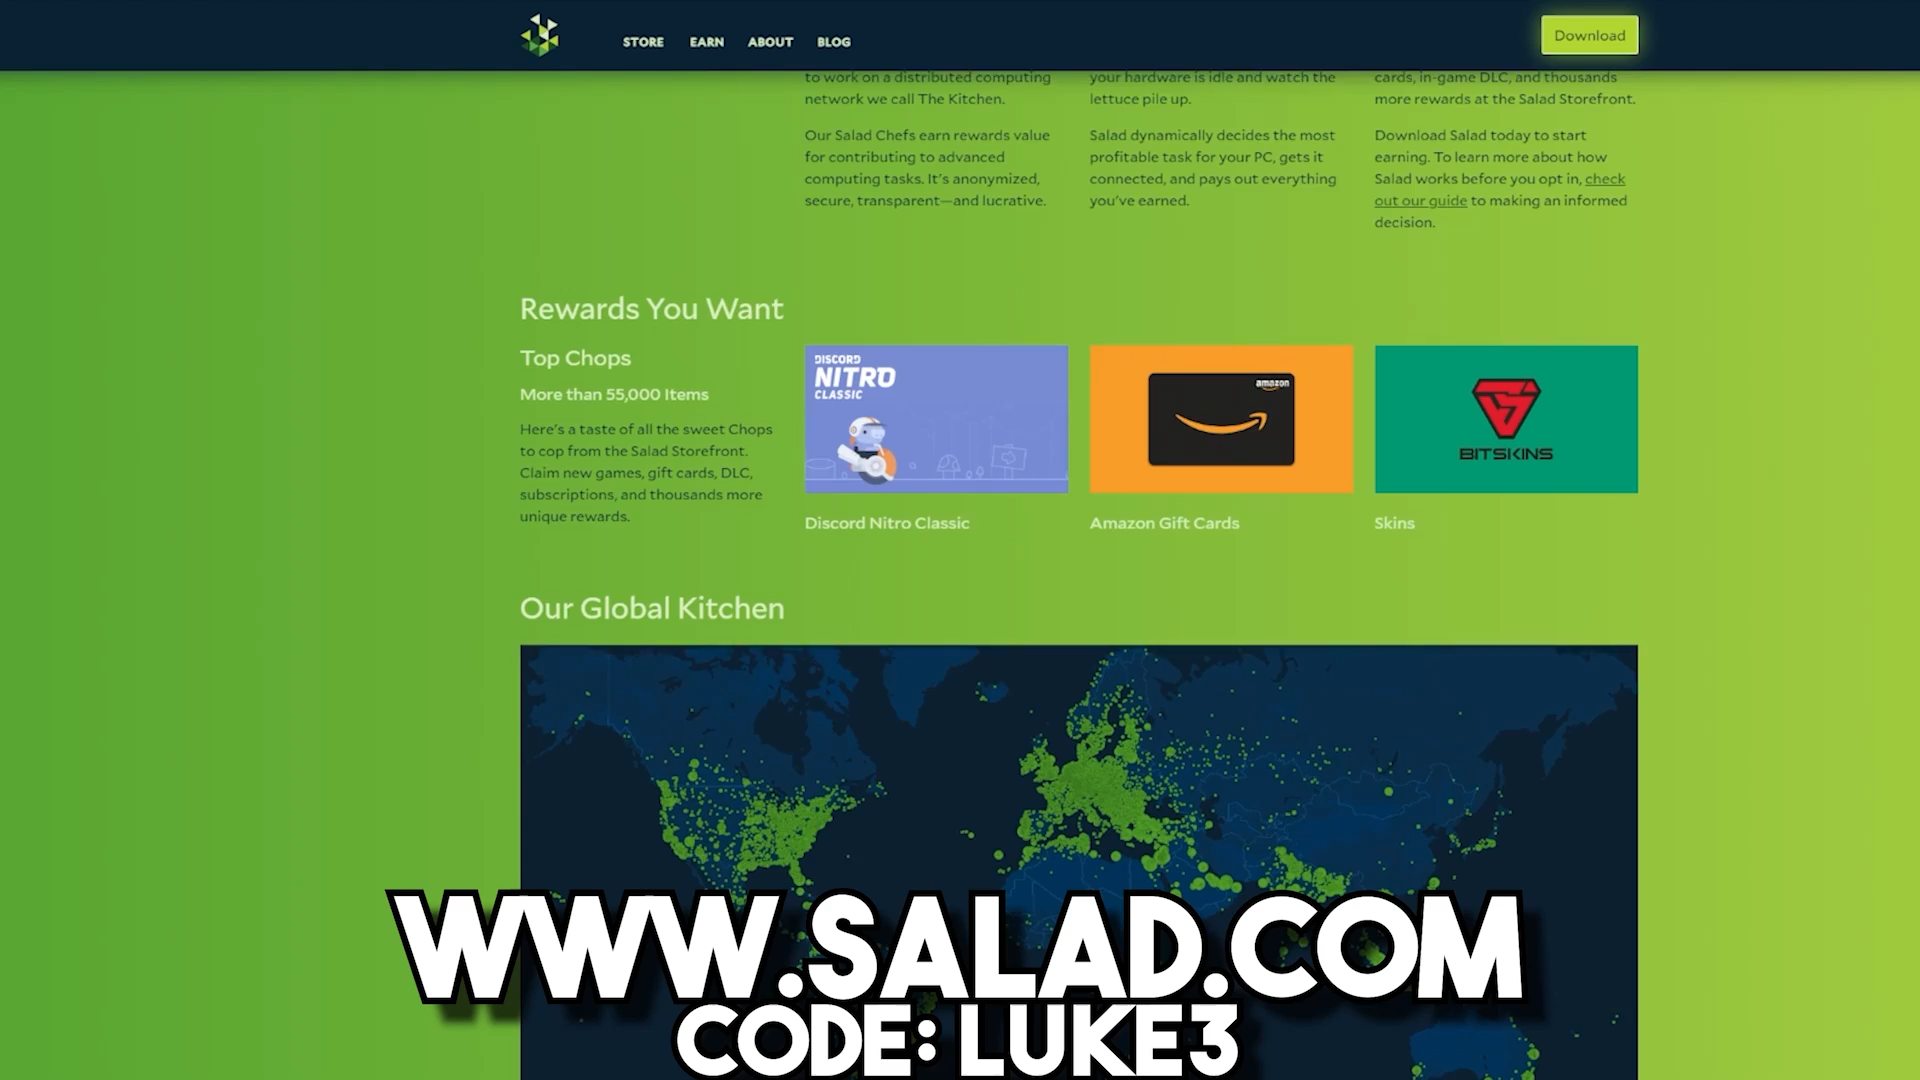 STORE EARN ABOUT BLOG
Download
to work on a distributed computing
network we call The Kitchen.
Our Salad Chefs earn rewards value
for contributing to advanced
computing tasks. It's anonymized,
secure, transparent—and lucrative.
your hardware is idle and watch the
lettuce pile up.
Salad dynamically decides the most
profitable task for your PC, gets it
connected, and pays out everything
you've earned.
cards, in-game DLC, and thousands
more rewards at the Salad Storefront.
Download Salad today to start
earning. To learn more about how
Salad works before you opt in, check
out our guide to making an informed
decision.
Rewards You Want
Top Chops
More than 55,000 Items
Here's a taste of all the sweet Chops
to cop from the Salad Storefront.
Claim new games, gift cards, DLC,
subscriptions, and thousands more
unique rewards.
DISCORD
NITRO
CLASSIC
Discord Nitro Classic
amazon
Amazon Gift Cards
BITSKINS
Skins
Our Global Kitchen
WWW.SALAD.COM
CODE: LUKE3